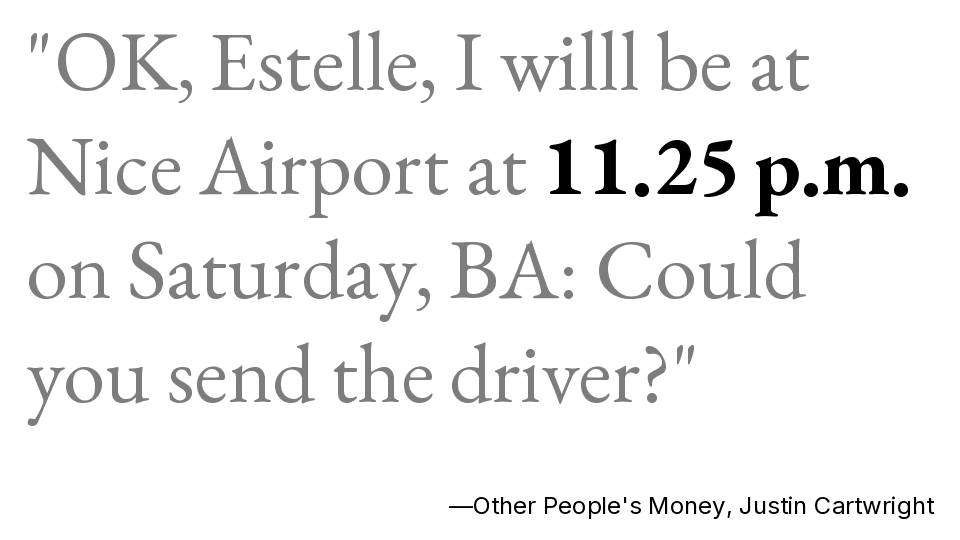 "OK, Estelle, I willl be at
Nice Airport at 11.25 p.m.
on Saturday, BA: Could
you send the driver?"
—Other People's Money, Justin Cartwright